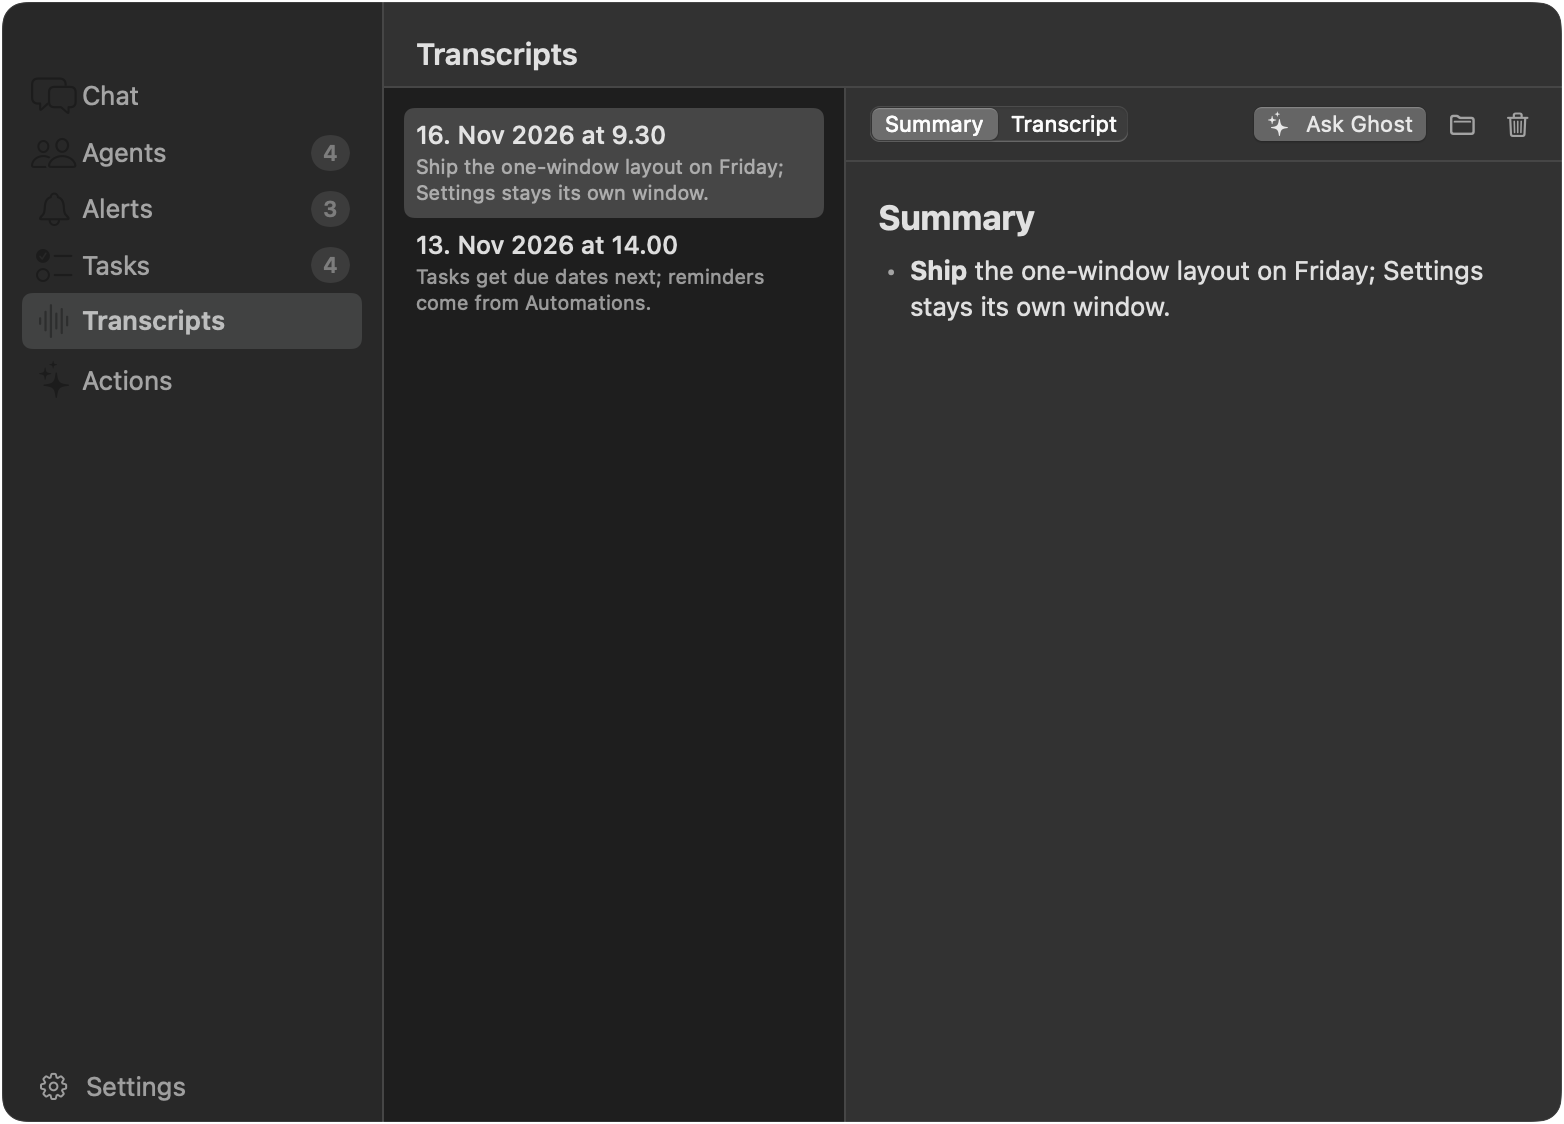 Chat
Agents 4
Alerts 3
Tasks 4
Transcripts
Actions
Settings
Transcripts
16. Nov 2026 at 9.30
Ship the one-window layout on Friday;
Settings stays its own window.
13. Nov 2026 at 14.00
Tasks get due dates next; reminders
come from Automations.
Summary Transcript Ask Ghost
Summary
• Ship the one-window layout on Friday; Settings
stays its own window.